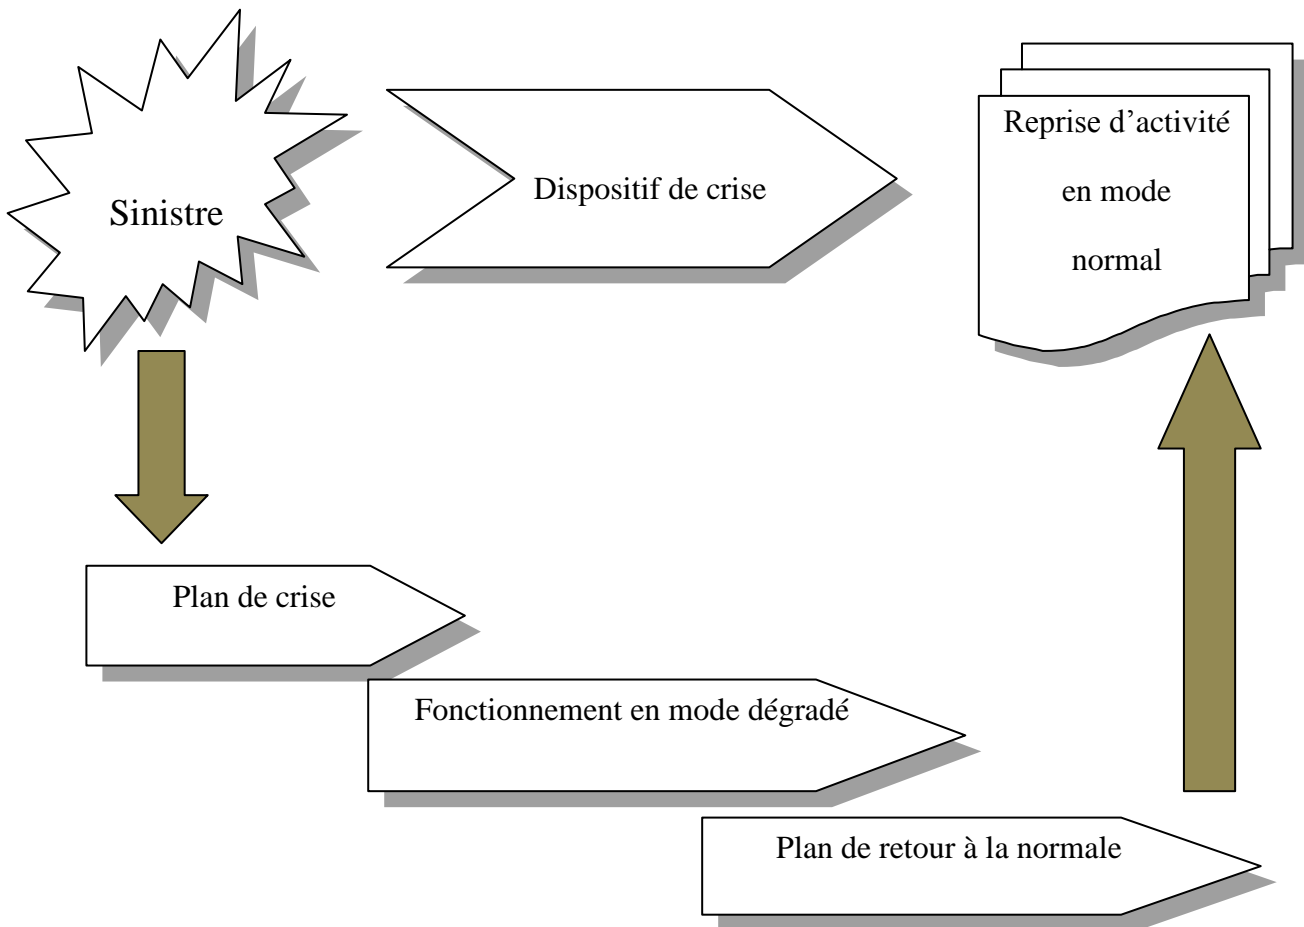 Sinistre
Dispositif de crise
Reprise d’activité
en mode
normal
Plan de crise
Fonctionnement en mode dégradé
Plan de retour à la normale